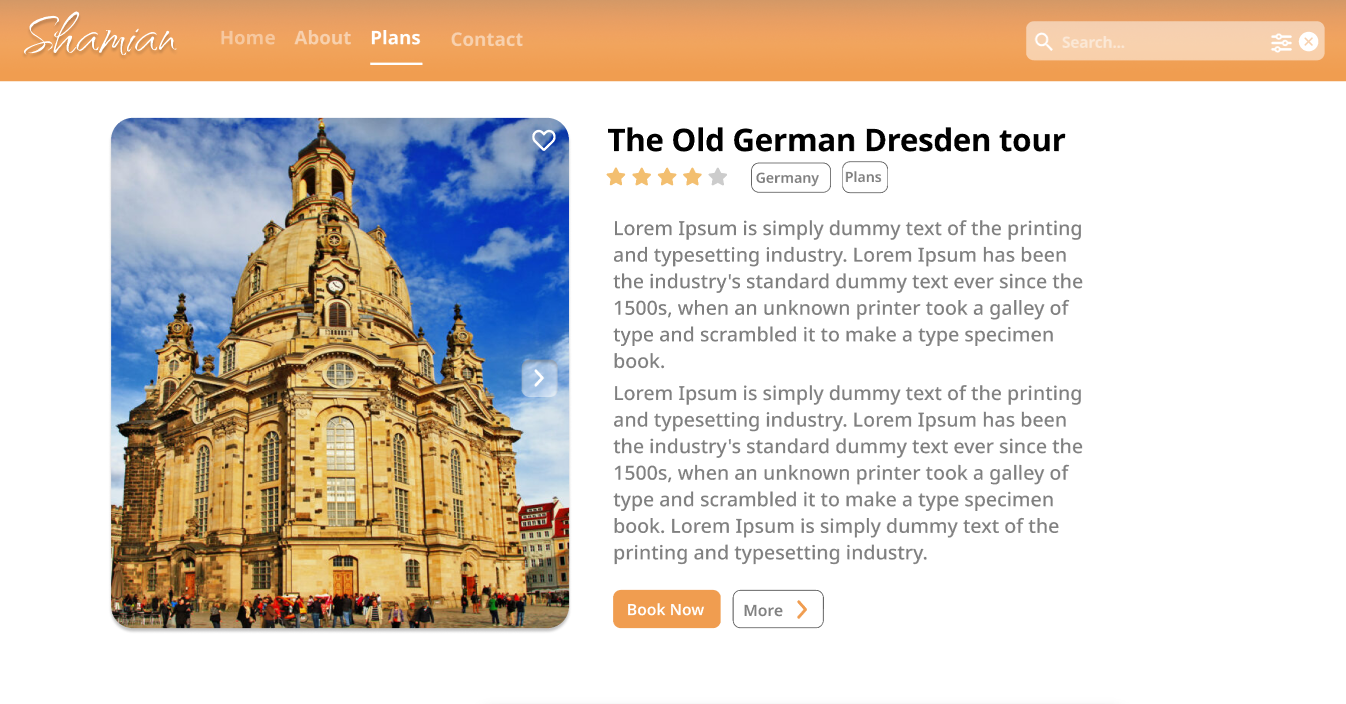 Shamian
Home About Plans Contact
Search...
The Old German Dresden tour
Germany Plans
Lorem Ipsum is simply dummy text of the printing
and typesetting industry. Lorem Ipsum has been
the industry's standard dummy text ever since the
1500s, when an unknown printer took a galley of
type and scrambled it to make a type specimen
book.
Lorem Ipsum is simply dummy text of the printing
and typesetting industry. Lorem Ipsum has been
the industry's standard dummy text ever since the
1500s, when an unknown printer took a galley of
type and scrambled it to make a type specimen
book. Lorem Ipsum is simply dummy text of the
printing and typesetting industry.
Book Now More